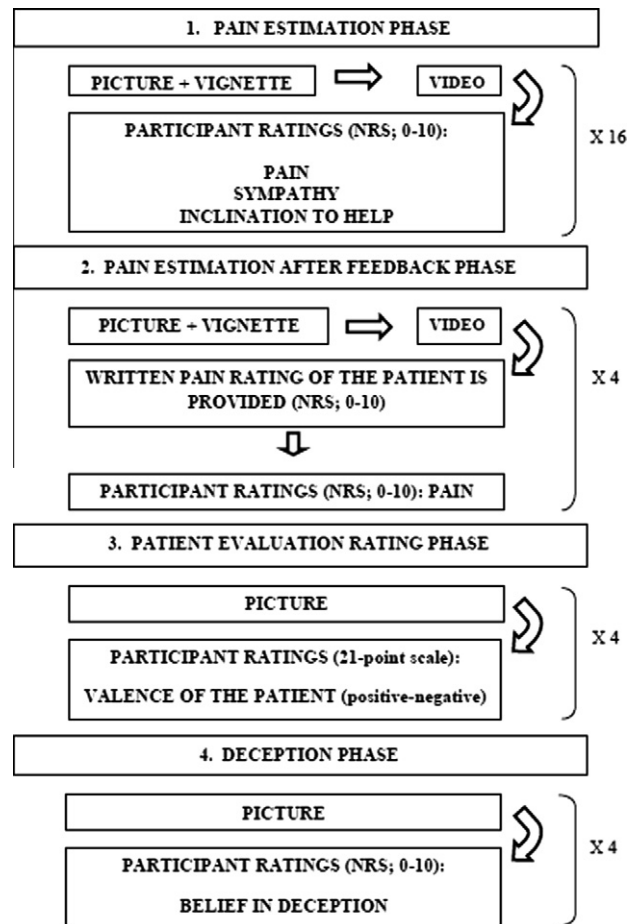 1. PAIN ESTIMATION PHASE
PICTURE + VIGNETTE
VIDEO
PARTICIPANT RATINGS (NRS; 0-10):
PAIN
SYMPATHY
INCLINATION TO HELP
X 16
2. PAIN ESTIMATION AFTER FEEDBACK PHASE
PICTURE + VIGNETTE
VIDEO
WRITTEN PAIN RATING OF THE PATIENT IS
PROVIDED (NRS; 0-10)
X 4
PARTICIPANT RATINGS (NRS; 0-10): PAIN
3. PATIENT EVALUATION RATING PHASE
PICTURE
PARTICIPANT RATINGS (21-point scale):
VALENCE OF THE PATIENT (positive-negative)
X 4
4. DECEPTION PHASE
PICTURE
PARTICIPANT RATINGS (NRS; 0-10):
BELIEF IN DECEPTION
X 4